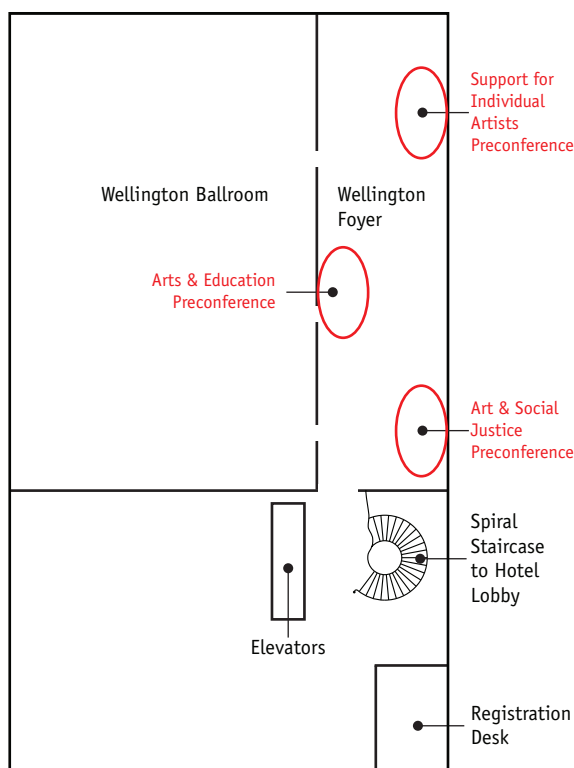 Support for
Individual
Artists
Preconference
Wellington Ballroom
Wellington
Foyer
Arts & Education
Preconference
Art & Social
Justice
Preconference
Spiral
Staircase
to Hotel
Lobby
Elevators
Registration
Desk